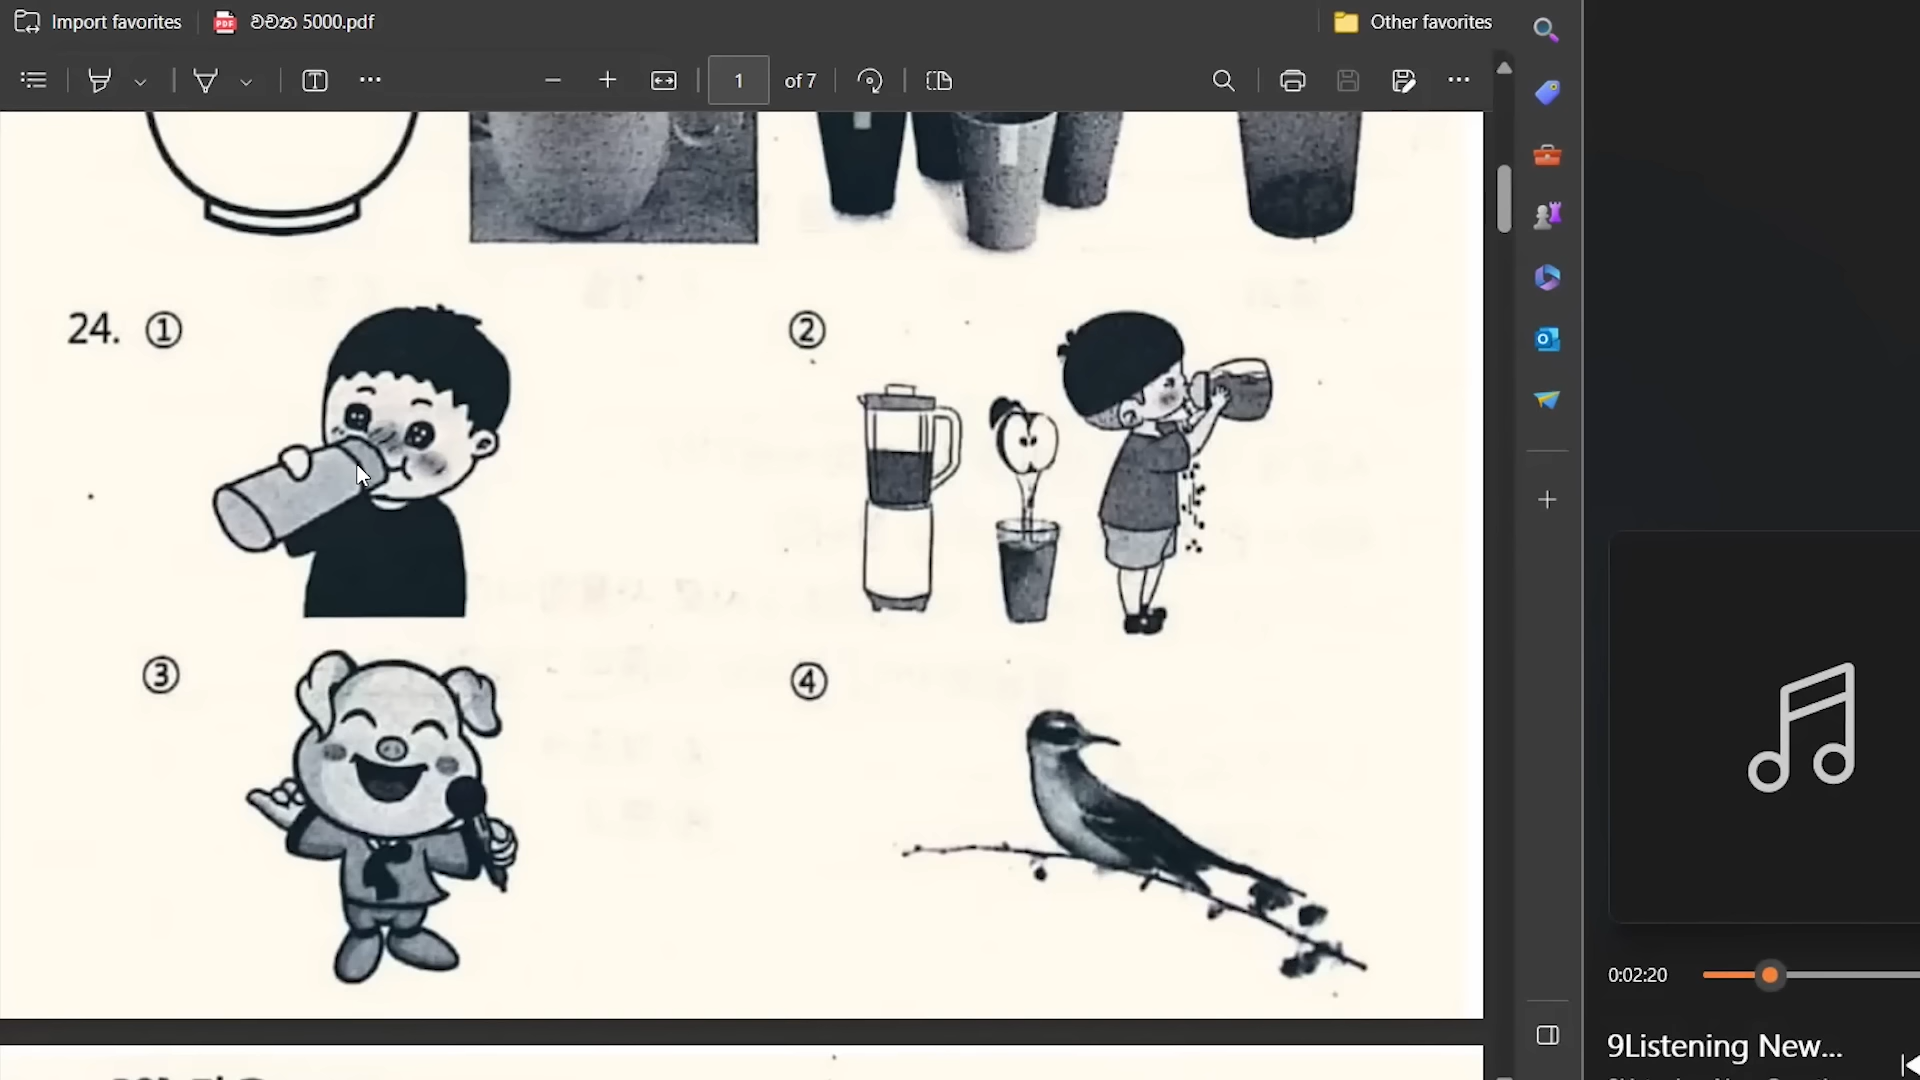 Import favorites
වචන 5000.pdf
Other favorites
1 of 7
24. ①
②
③
④
0:02:20
9Listening New...